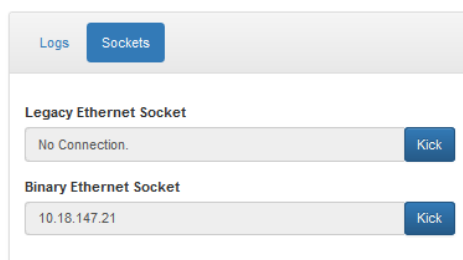 Logs Sockets
Legacy Ethernet Socket
No Connection. Kick
Binary Ethernet Socket
10.18.147.21 Kick